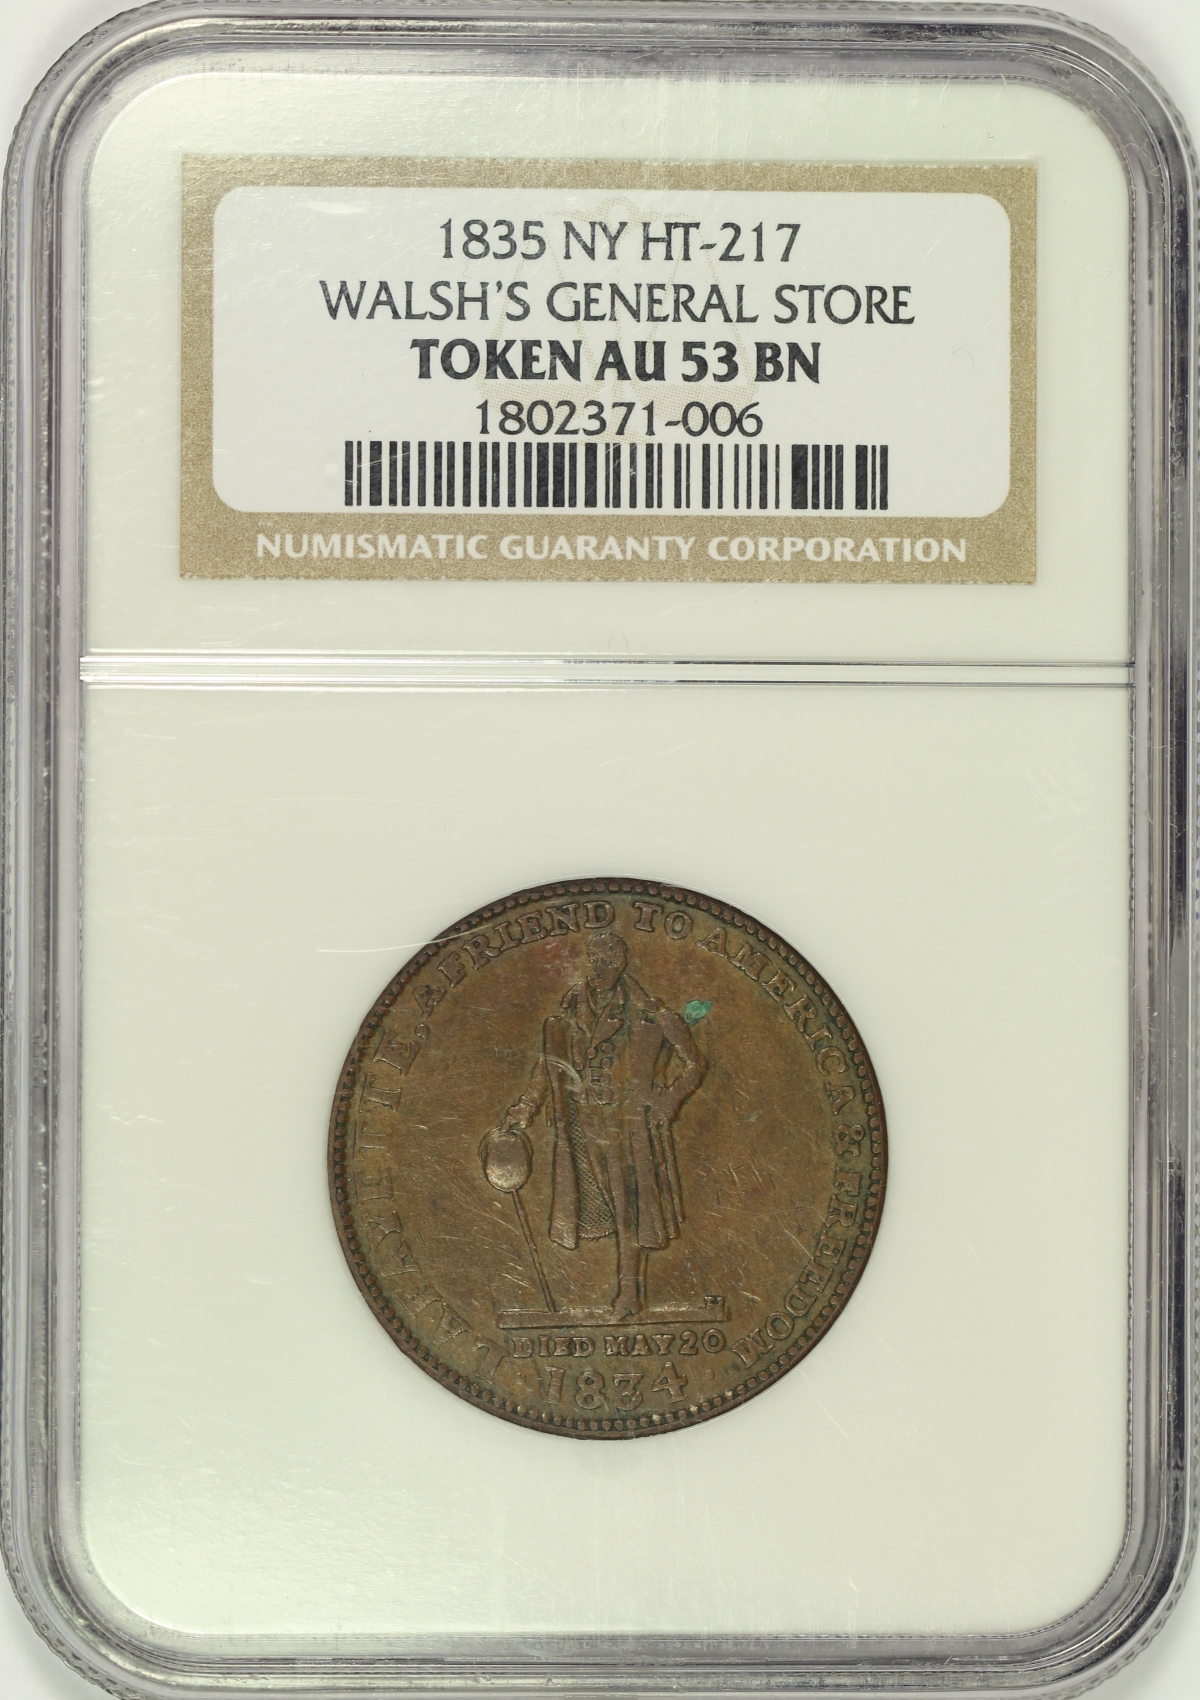 1835 NY HT-217
WALSH'S GENERAL STORE
TOKEN AU 53 BN
1802371-006
NUMISMATIC GUARANTY CORPORATION
LAFAYETTE, A FRIEND TO AMERICA & FREEDOM
DIED MAY 20
· 1834 ·